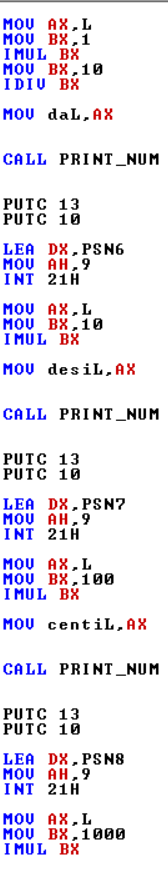 MOV AX,L
MOV BX,1
IMUL BX
MOV BX,10
IDIV BX
MOV daL,AX
CALL PRINT_NUM
PUTC 13
PUTC 10
LEA DX,PSN6
MOV AH,9
INT 21H
MOV AX,L
MOV BX,10
IMUL BX
MOV desiL,AX
CALL PRINT_NUM
PUTC 13
PUTC 10
LEA DX,PSN7
MOV AH,9
INT 21H
MOV AX,L
MOV BX,100
IMUL BX
MOV centiL,AX
CALL PRINT_NUM
PUTC 13
PUTC 10
LEA DX,PSN8
MOV AH,9
INT 21H
MOV AX,L
MOV BX,1000
IMUL BX